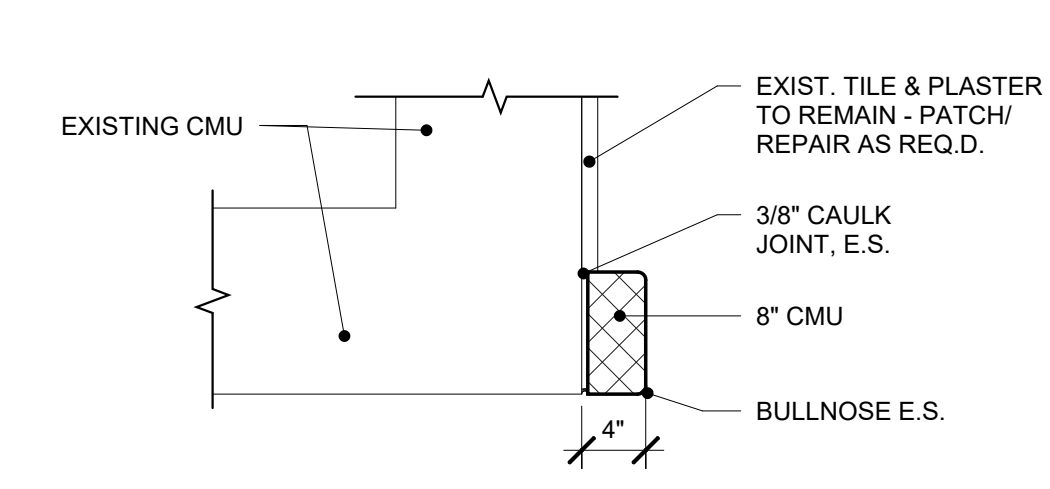 EXISTING CMU
EXIST. TILE & PLASTER
TO REMAIN - PATCH/
REPAIR AS REQ.D.
3/8" CAULK
JOINT, E.S.
8" CMU
BULLNOSE E.S.
4"